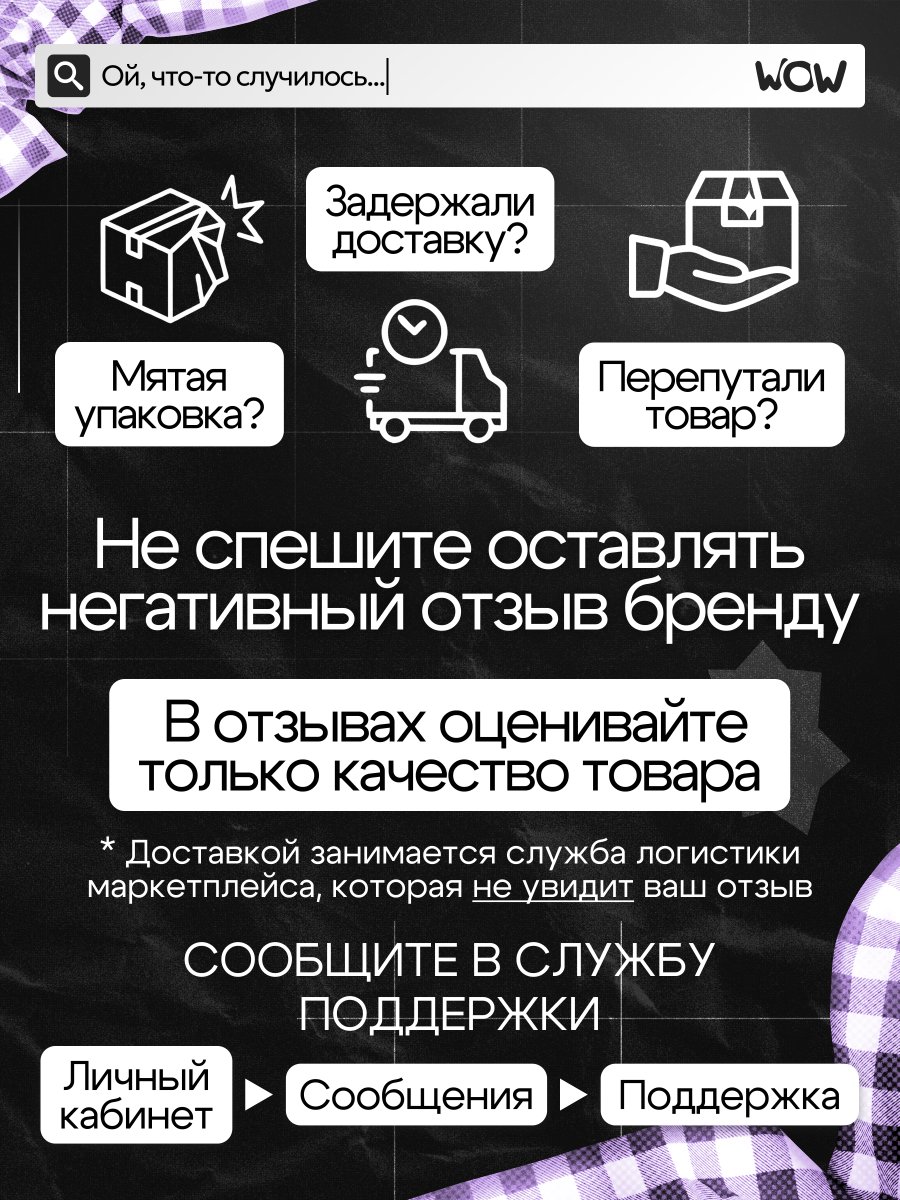 Ой, что-то случилось...
WOW
Задержали
доставку?
Мятая
упаковка?
Перепутали
товар?
Не спешите оставлять
негативный отзыв бренду
В отзывах оценивайте
только качество товара
* Доставкой занимается служба логистики
маркетплейса, которая не увидит ваш отзыв
СООБЩИТЕ В СЛУЖБУ
ПОДДЕРЖКИ
Личный
кабинет
Сообщения
Поддержка